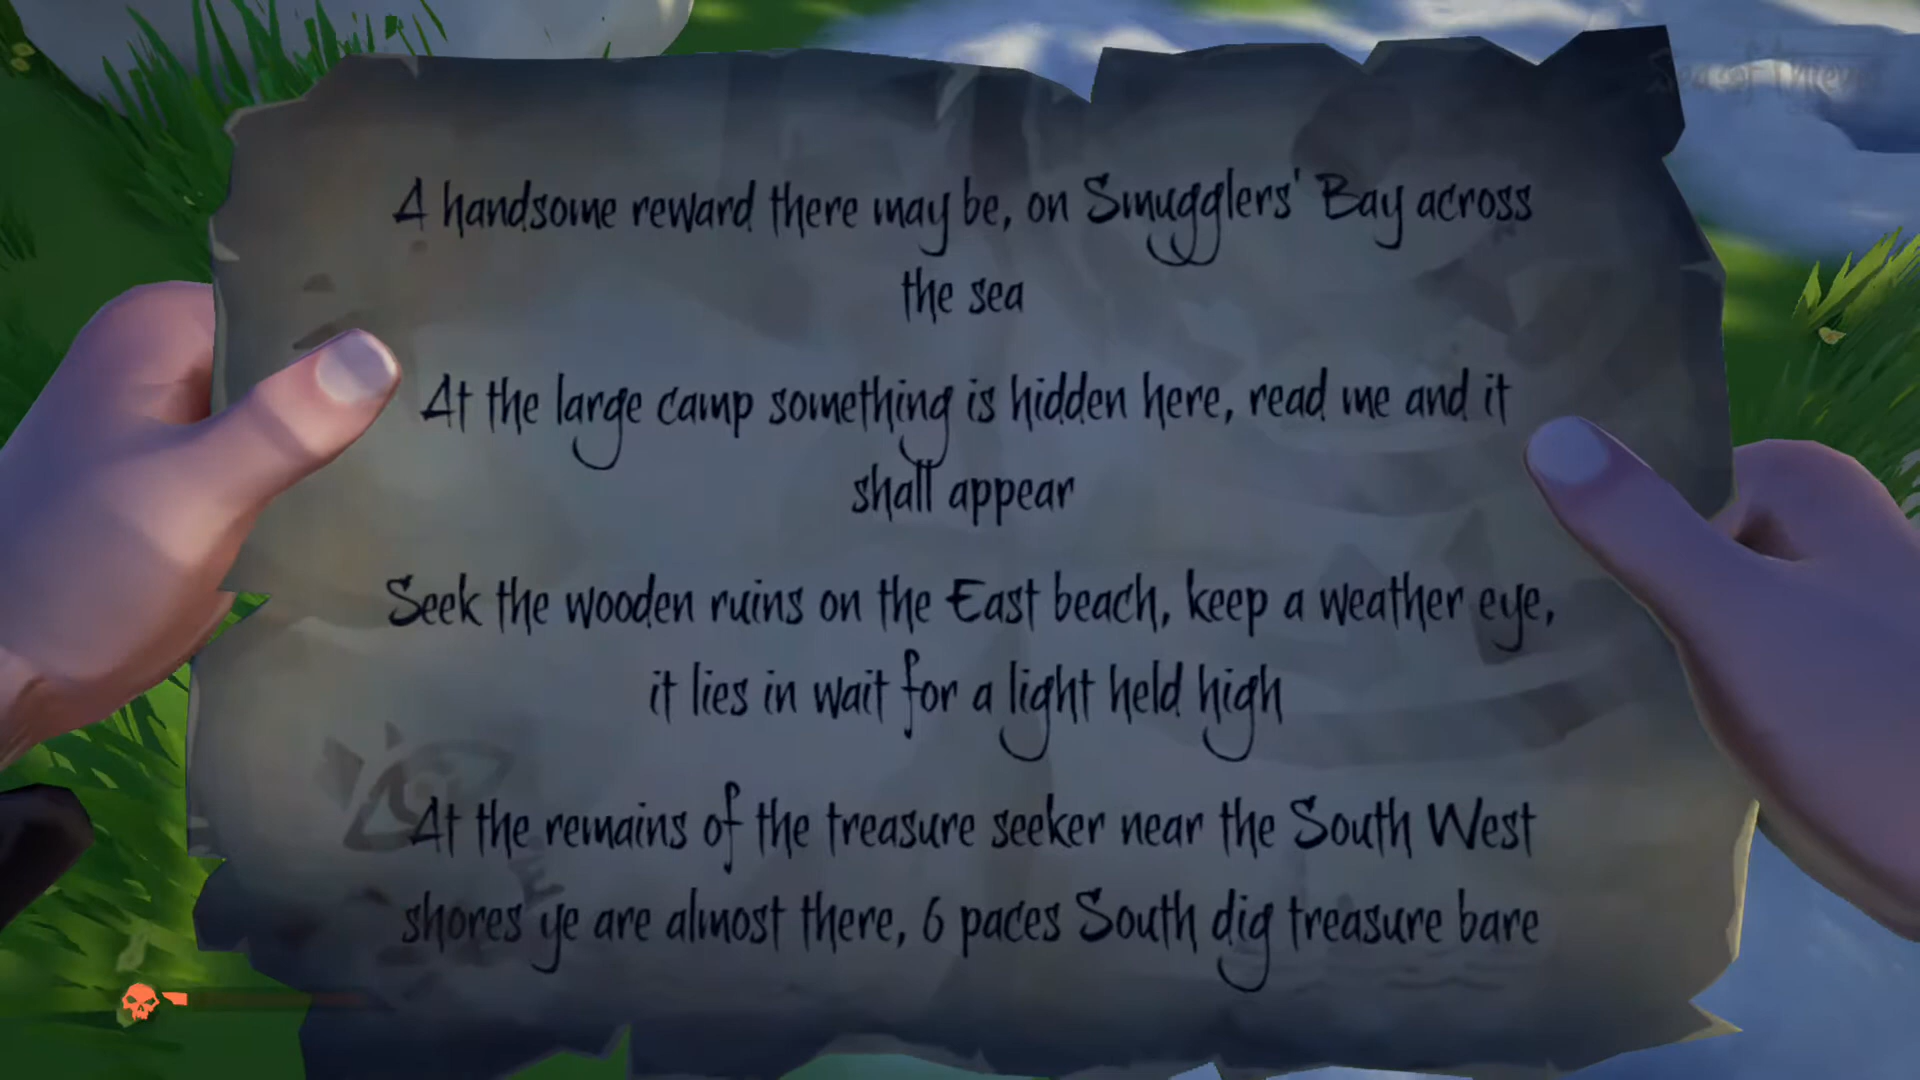 A handsome reward there may be, on Smugglers' Bay across
the sea
At the large camp something is hidden here, read me and it
shall appear
Seek the wooden ruins on the East beach, keep a weather eye,
it lies in wait for a light held high
At the remains of the treasure seeker near the South West
shores ye are almost there, 6 paces South dig treasure bare
Sea of Thieves